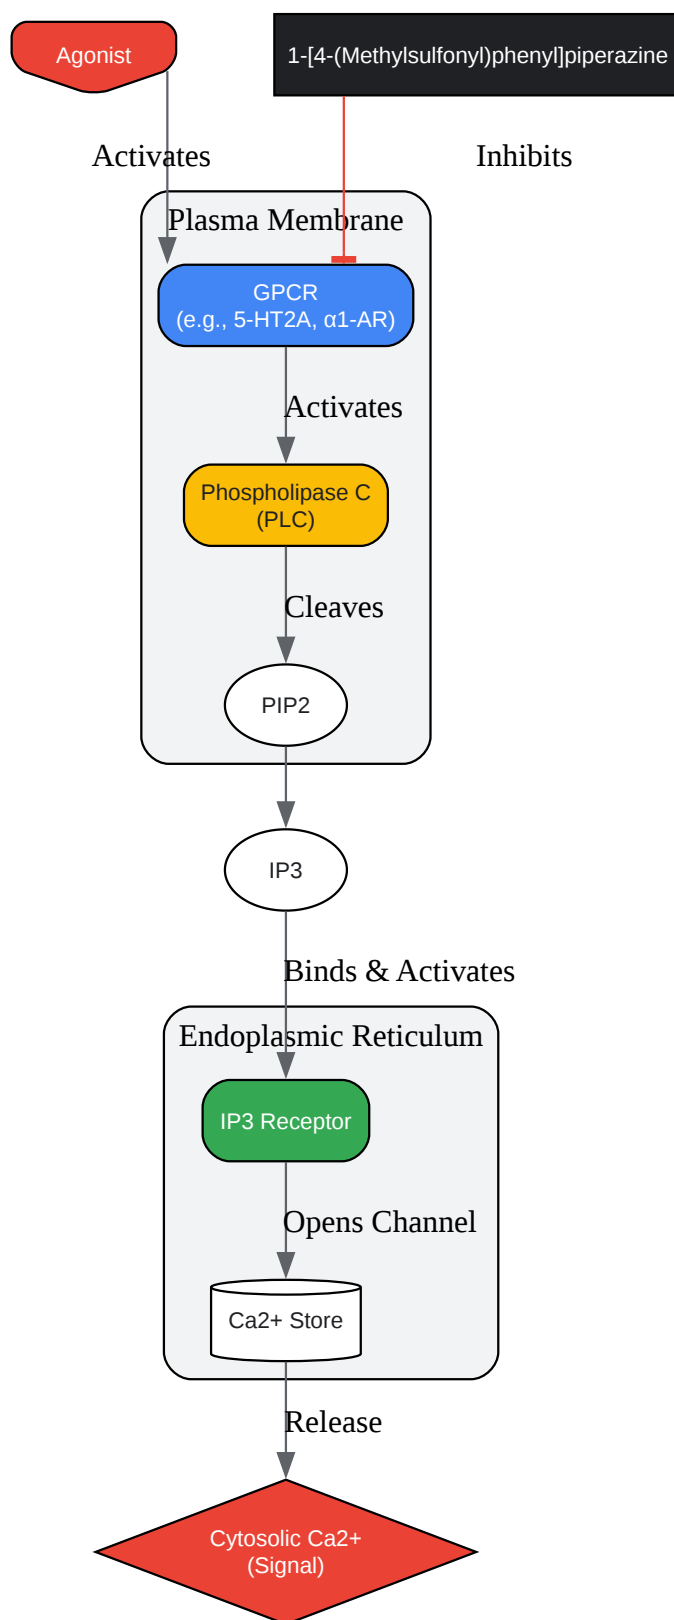 Agonist
1-[4-(Methylsulfonyl)phenyl]piperazine
Activates
Inhibits
Plasma Membrane
GPCR
(e.g., 5-HT2A, α1-AR)
Activates
Phospholipase C
(PLC)
Cleaves
PIP2
IP3
Binds & Activates
Endoplasmic Reticulum
IP3 Receptor
Opens Channel
Ca2+ Store
Release
Cytosolic Ca2+
(Signal)